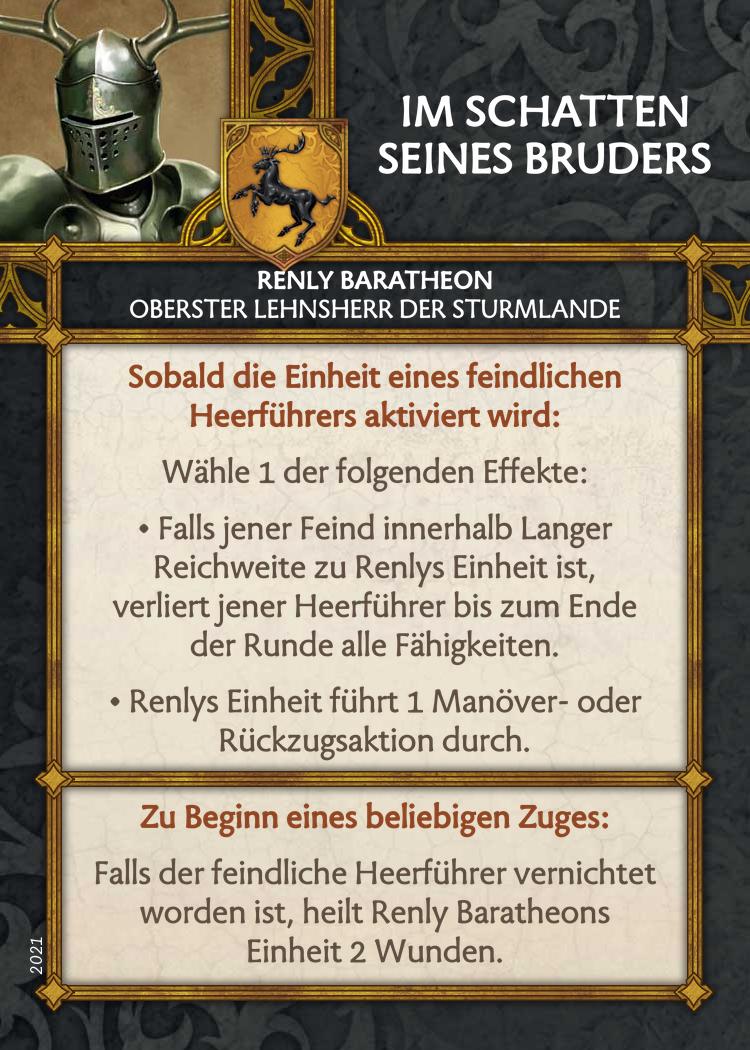 IM SCHATTEN
SEINES BRUDERS
RENLY BARATHEON
OBERSTER LEHNSHERR DER STURMLANDE
Sobald die Einheit eines feindlichen
Heerführers aktiviert wird:
Wähle 1 der folgenden Effekte:
• Falls jener Feind innerhalb Langer
Reichweite zu Renlys Einheit ist,
verliert jener Heerführer bis zum Ende
der Runde alle Fähigkeiten.
• Renlys Einheit führt 1 Manöver- oder
Rückzugsaktion durch.
Zu Beginn eines beliebigen Zuges:
Falls der feindliche Heerführer vernichtet
worden ist, heilt Renly Baratheons
Einheit 2 Wunden.
2021